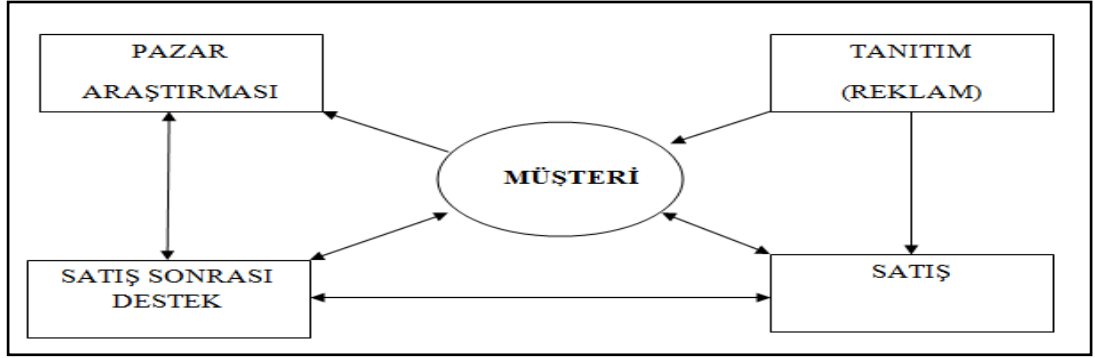 PAZAR
ARAŞTIRMASI
TANITIM
(REKLAM)
MÜŞTERİ
SATIŞ SONRASI
DESTEK
SATIŞ